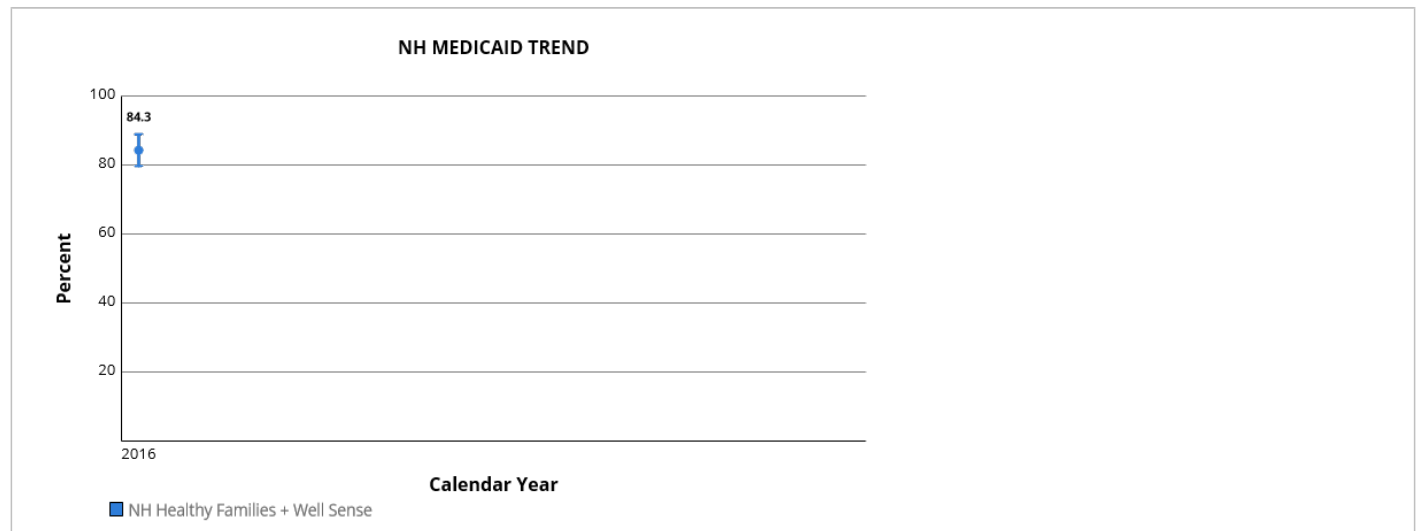 NH MEDICAID TREND
100
84.3
80
60
Percent
40
20
2016
Calendar Year
NH Healthy Families + Well Sense